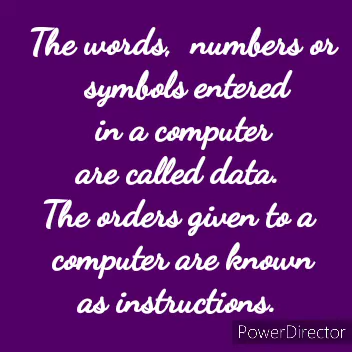 The words, numbers or
symbols entered
in a computer
are called data.
The orders given to a
computer are known
as instructions.
PowerDirector